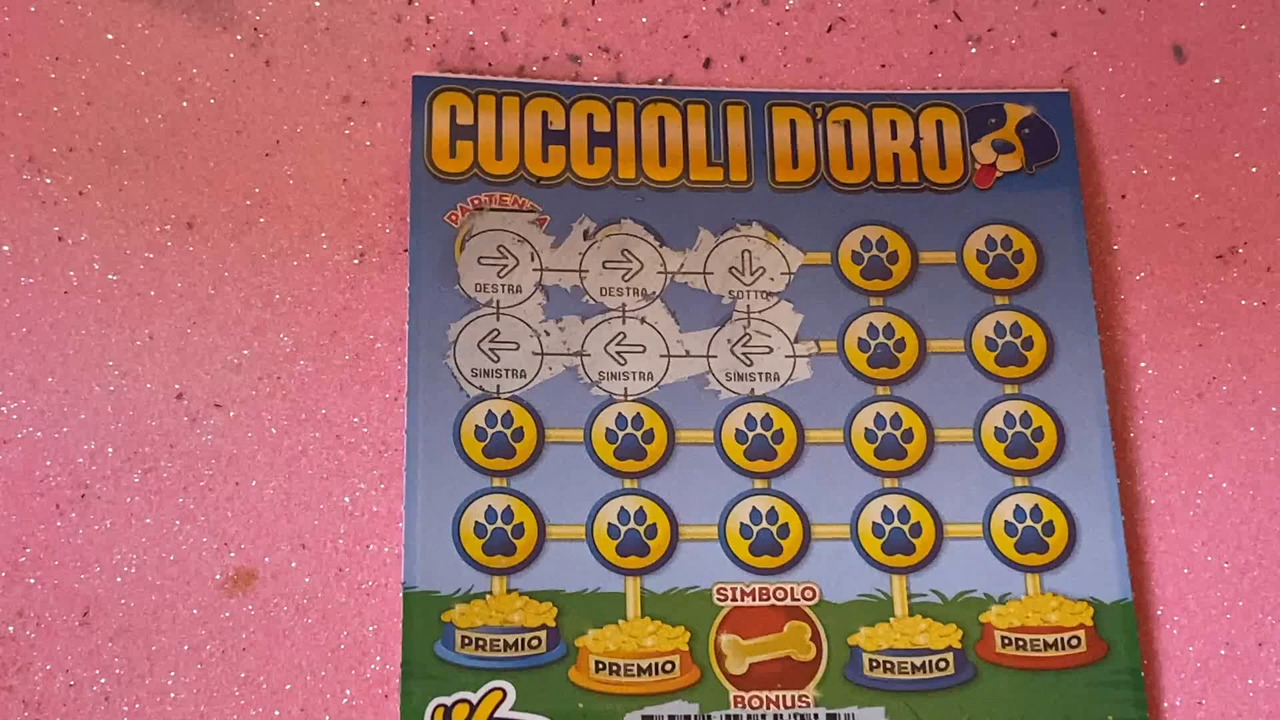 CUCCIOLI D'ORO
PARTENZA
DESTRA DESTRA SOTTO
SINISTRA SINISTRA SINISTRA
SIMBOLO
PREMIO PREMIO PREMIO PREMIO
BONUS